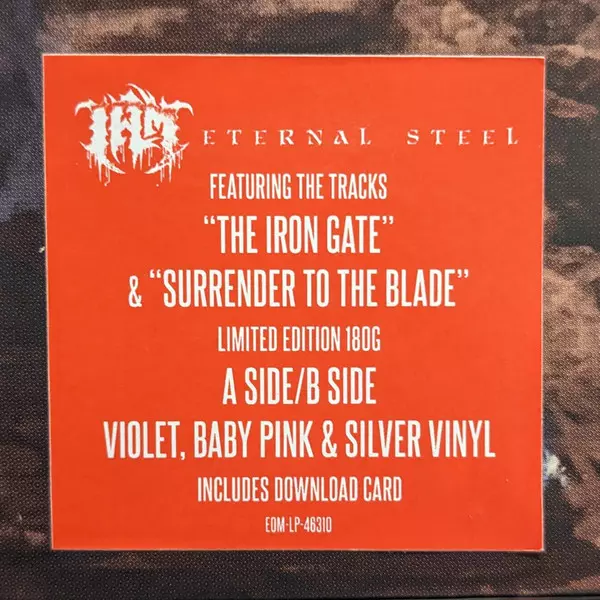 ETERNAL STEEL
FEATURING THE TRACKS
“THE IRON GATE”
& “SURRENDER TO THE BLADE”
LIMITED EDITION 180G
A SIDE/B SIDE
VIOLET, BABY PINK & SILVER VINYL
INCLUDES DOWNLOAD CARD
EOM-LP-46310